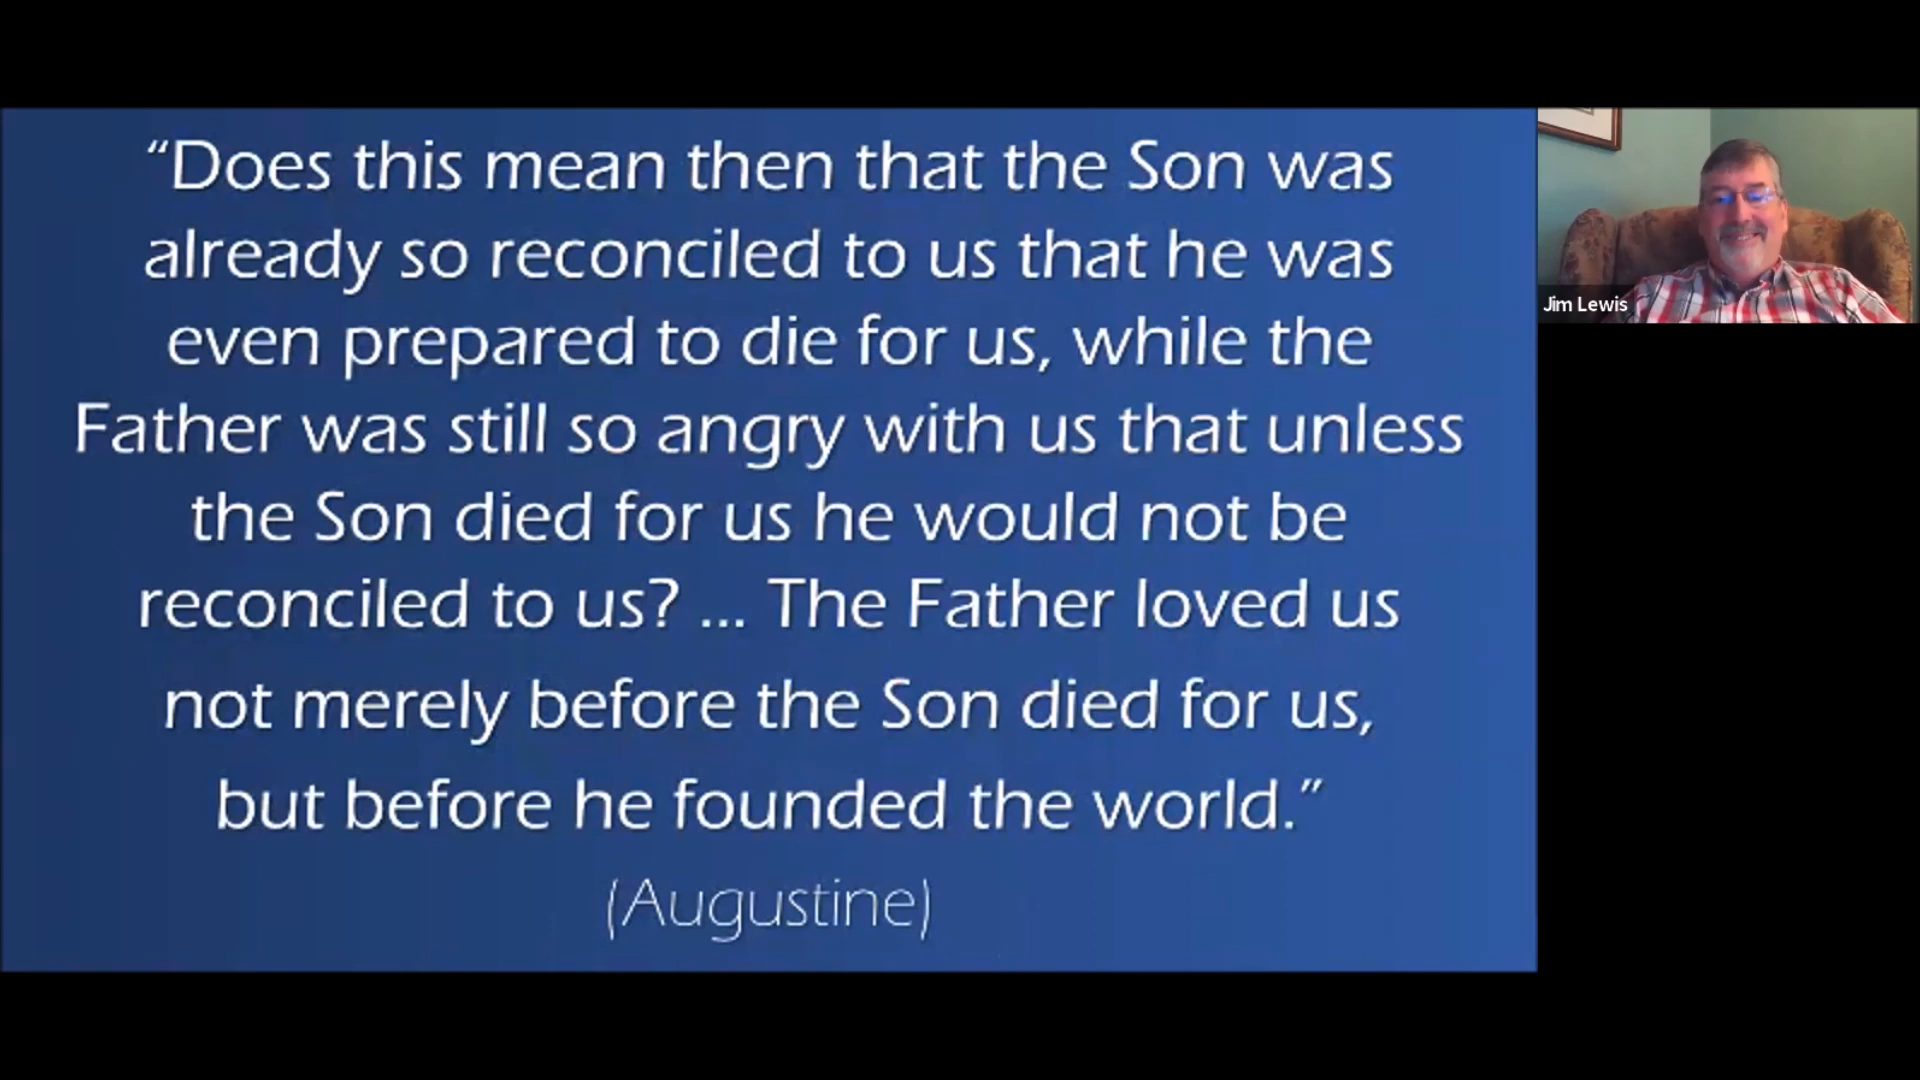 “Does this mean then that the Son was
already so reconciled to us that he was
even prepared to die for us, while the
Father was still so angry with us that unless
the Son died for us he would not be
reconciled to us? ... The Father loved us
not merely before the Son died for us,
but before he founded the world.”
(Augustine)
Jim Lewis